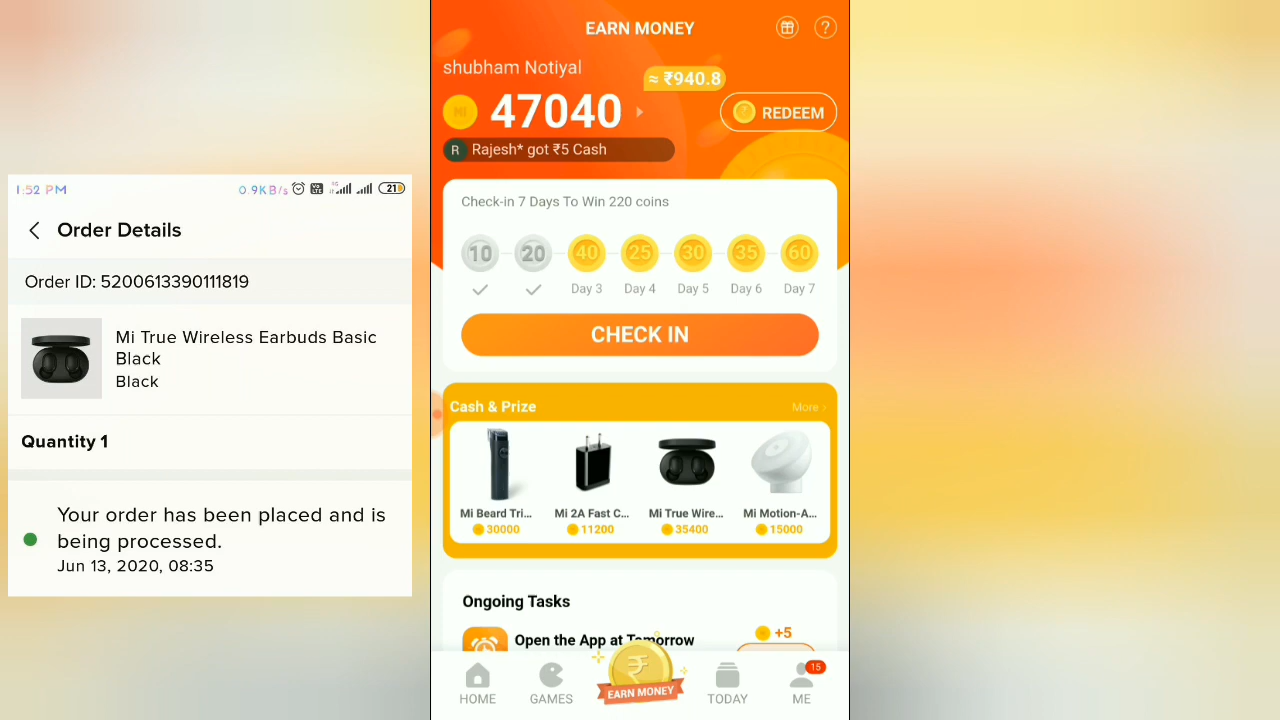 1:52 PM
0.9KB/s
21
Order Details
Order ID: 5200613390111819
Mi True Wireless Earbuds Basic
Black
Black
Quantity 1
Your order has been placed and is
being processed.
Jun 13, 2020, 08:35
EARN MONEY
?
shubham Notiyal
≈ ₹940.8
MI
47040
REDEEM
R
Rajesh* got ₹5 Cash
Check-in 7 Days To Win 220 coins
10 20 40 25 30 35 60
Day 3 Day 4 Day 5 Day 6 Day 7
CHECK IN
Cash & Prize
More >
Mi Beard Tri... Mi 2A Fast C... Mi True Wire... Mi Motion-A...
30000 11200 35400 15000
Ongoing Tasks
+5
Open the App at Tomorrow
₹
15
EARN MONEY
HOME GAMES TODAY ME